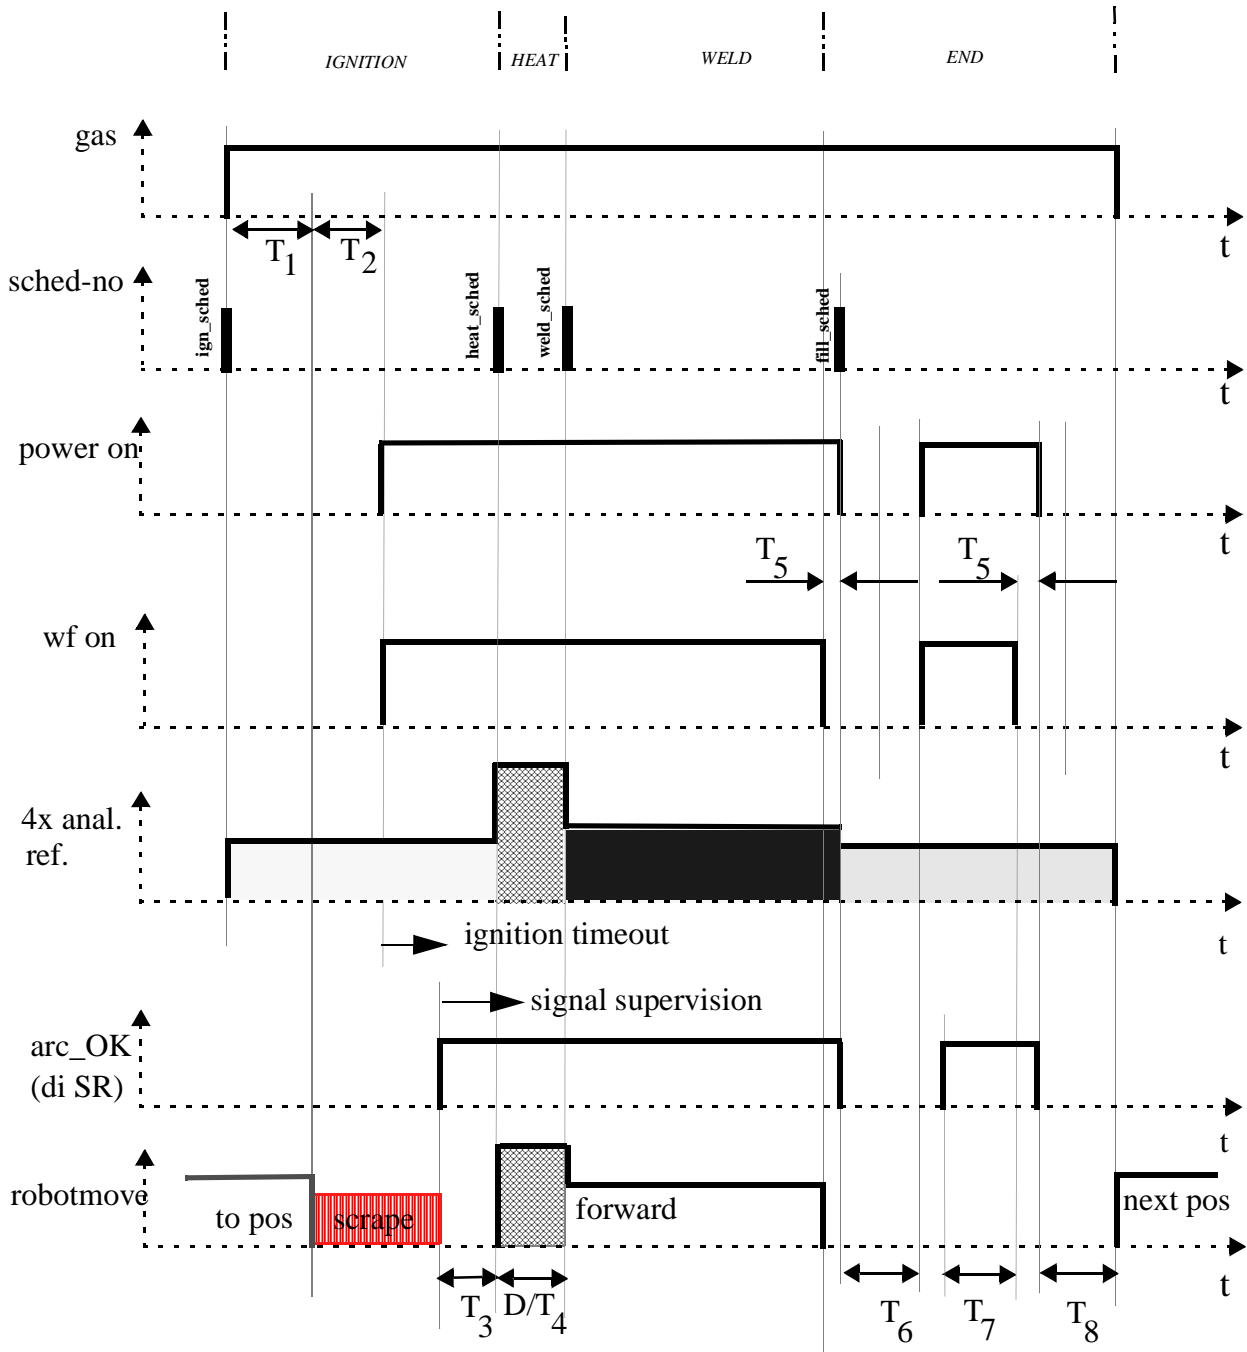 IGNITION HEAT WELD END
gas
T1 T2 t
sched-no
ign_sched heat_sched weld_sched fill_sched
t
power on
t
T5 T5
wf on
t
4x anal.
ref.
ignition timeout t
signal supervision
arc_OK
(di SR)
t
robotmove
to pos scrape forward next pos
t
T3 D/T4 T6 T7 T8